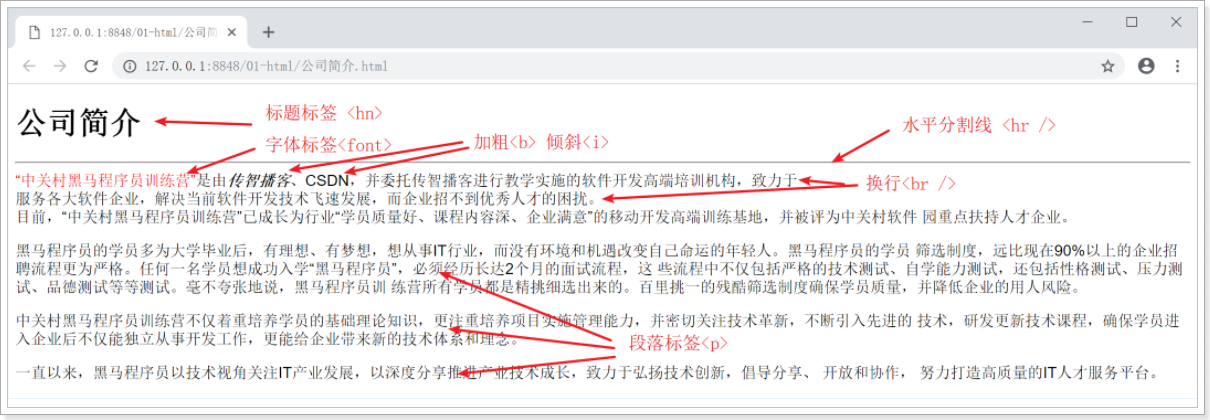 127.0.0.1:8848/01-html/公司简
127.0.0.1:8848/01-html/公司简介.html
公司简介
标题标签 <hn>
字体标签<font>
加粗<b> 倾斜<i>
水平分割线 <hr />
“中关村黑马程序员训练营”是由传智播客、CSDN，并委托传智播客进行教学实施的软件开发高端培训机构，致力于
换行<br />
服务各大软件企业，解决当前软件开发技术飞速发展，而企业招不到优秀人才的困扰。
目前，“中关村黑马程序员训练营”已成长为行业“学员质量好、课程内容深、企业满意”的移动开发高端训练基地，并被评为中关村软件 园重点扶持人才企业。
黑马程序员的学员多为大学毕业后，有理想、有梦想，想从事IT行业，而没有环境和机遇改变自己命运的年轻人。黑马程序员的学员 筛选制度，远比现在90%以上的企业招
聘流程更为严格。任何一名学员想成功入学“黑马程序员”，必须经历长达2个月的面试流程，这 些流程中不仅包括严格的技术测试、自学能力测试，还包括性格测试、压力测
试、品德测试等等测试。毫不夸张地说，黑马程序员训 练营所有学员都是精挑细选出来的。百里挑一的残酷筛选制度确保学员质量，并降低企业的用人风险。
中关村黑马程序员训练营不仅着重培养学员的基础理论知识，更注重培养项目实施管理能力，并密切关注技术革新，不断引入先进的 技术，研发更新技术课程，确保学员进
入企业后不仅能独立从事开发工作，更能给企业带来新的技术体系和理念。
段落标签<p>
一直以来，黑马程序员以技术视角关注IT产业发展，以深度分享推进产业技术成长，致力于弘扬技术创新，倡导分享、 开放和协作， 努力打造高质量的IT人才服务平台。